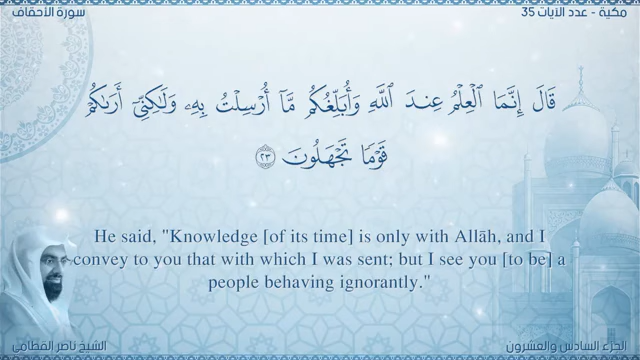 مكية - عدد الآيات 35
سورة الأحقاف
قَالَ إِنَّمَا ٱلْعِلْمُ عِندَ ٱللَّهِ وَأُبَلِّغُكُم مَّآ أُرْسِلْتُ بِهِۦ وَلَـٰكِنِّىٓ أَرَىٰكُمْ
قَوْمًا تَجْهَلُونَ ٢٣
He said, "Knowledge [of its time] is only with Allāh, and I
convey to you that with which I was sent; but I see you [to be] a
people behaving ignorantly."
الجزء السادس والعشرون
الشيخ ناصر القطامي